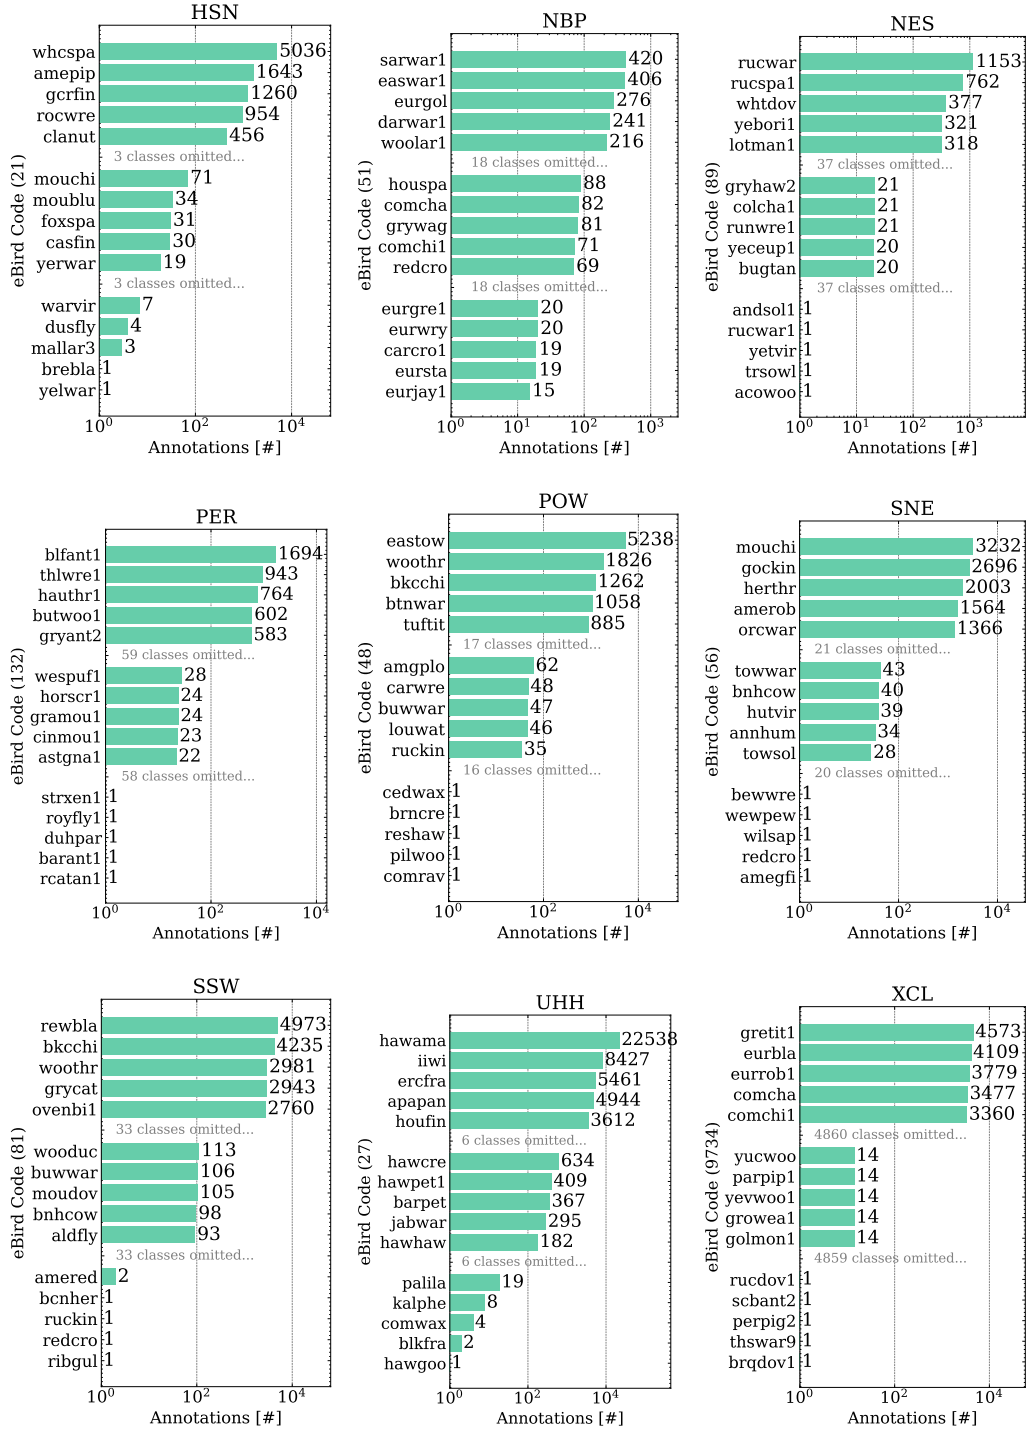 HSN
eBird Code (21)
whcspa 5036
amepip 1643
gcrfin 1260
rocwre 954
clanut 456
3 classes omitted...
mouchi 71
moublu 34
foxspa 31
casfin 30
yerwar 19
3 classes omitted...
warvir 7
dusfly 4
mallar3 3
brebla 1
yelwar 1
10^0 10^2 10^4
Annotations [#]
NBP
eBird Code (51)
sarwar1 420
easwar1 406
eurgol 276
darwar1 241
woolar1 216
18 classes omitted...
houspa 88
comcha 82
grywag 81
comchi1 71
redcro 69
18 classes omitted...
eurgre1 20
eurwry 20
carcro1 19
eursta 19
eurjay1 15
10^0 10^1 10^2 10^3
Annotations [#]
NES
eBird Code (89)
rucwar 1153
rucspa1 762
whtdov 377
yebori1 321
lotman1 318
37 classes omitted...
gryhaw2 21
colcha1 21
runwre1 21
yeceup1 20
bugtan 20
37 classes omitted...
andsol1 1
rucwar1 1
yetvir 1
trsowl 1
acowoo 1
10^0 10^1 10^2 10^3
Annotations [#]
PER
eBird Code (132)
blfant1 1694
thlwre1 943
hauthr1 764
butwoo1 602
gryant2 583
59 classes omitted...
wespuf1 28
horscr1 24
gramou1 24
cinmou1 23
astgna1 22
58 classes omitted...
strxen1 1
royfly1 1
duhpar 1
barant1 1
rcatan1 1
10^0 10^2 10^4
Annotations [#]
POW
eBird Code (48)
eastow 5238
woothr 1826
bkcchi 1262
btnwar 1058
tuftit 885
17 classes omitted...
amgplo 62
carwre 48
buwwar 47
louwat 46
ruckin 35
16 classes omitted...
cedwax 1
brncre 1
reshaw 1
pilwoo 1
comrav 1
10^0 10^2 10^4
Annotations [#]
SNE
eBird Code (56)
mouchi 3232
gockin 2696
herthr 2003
amerob 1564
orcwar 1366
21 classes omitted...
towwar 43
bnhcow 40
hutvir 39
annhum 34
towsol 28
20 classes omitted...
bewwre 1
wewpew 1
wilsap 1
redcro 1
amegfi 1
10^0 10^2 10^4
Annotations [#]
SSW
eBird Code (81)
rewbla 4973
bkcchi 4235
woothr 2981
grycat 2943
ovenbi1 2760
33 classes omitted...
wooduc 113
buwwar 106
moudov 105
bnhcow 98
aldfly 93
33 classes omitted...
amered 2
bcnher 1
ruckin 1
redcro 1
ribgul 1
10^0 10^2 10^4
Annotations [#]
UHH
eBird Code (27)
hawama 22538
iiwi 8427
ercfra 5461
apapan 4944
houfin 3612
6 classes omitted...
hawcre 634
hawpet1 409
barpet 367
jabwar 295
hawhaw 182
6 classes omitted...
palila 19
kalphe 8
comwax 4
blkfra 2
hawgoo 1
10^0 10^2 10^4
Annotations [#]
XCL
eBird Code (9734)
gretit1 4573
eurbla 4109
eurrob1 3779
comcha 3477
comchi1 3360
4860 classes omitted...
yucwoo 14
parpip1 14
yevwoo1 14
growea1 14
golmon1 14
4859 classes omitted...
rucdov1 1
scbant2 1
perpig2 1
thswar9 1
brqdov1 1
10^0 10^2 10^4
Annotations [#]